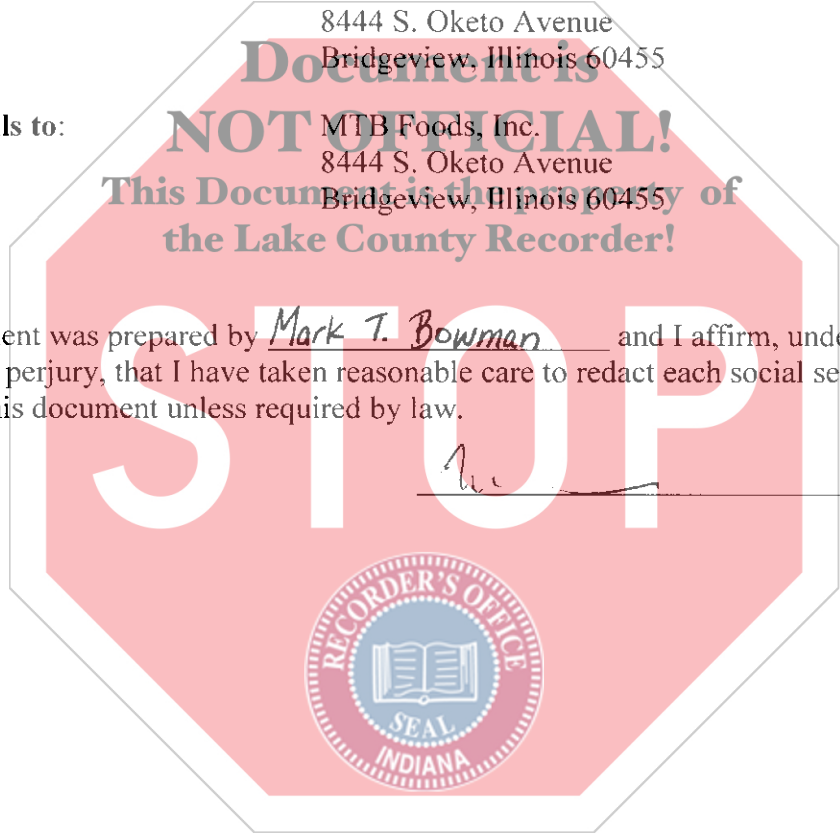 8444 S. Oketo Avenue
Document is
Bridgeview, Illinois 60455
NOT OFFICIAL!
ls to: MTB Foods, Inc.
8444 S. Oketo Avenue
This Document is the property of
Bridgeview, Illinois 60455
the Lake County Recorder!
ent was prepared by Mark T. Bowman and I affirm, unde
perjury, that I have taken reasonable care to redact each social se
is document unless required by law.
STOP
RECORDER'S OFFICE
SEAL
INDIANA